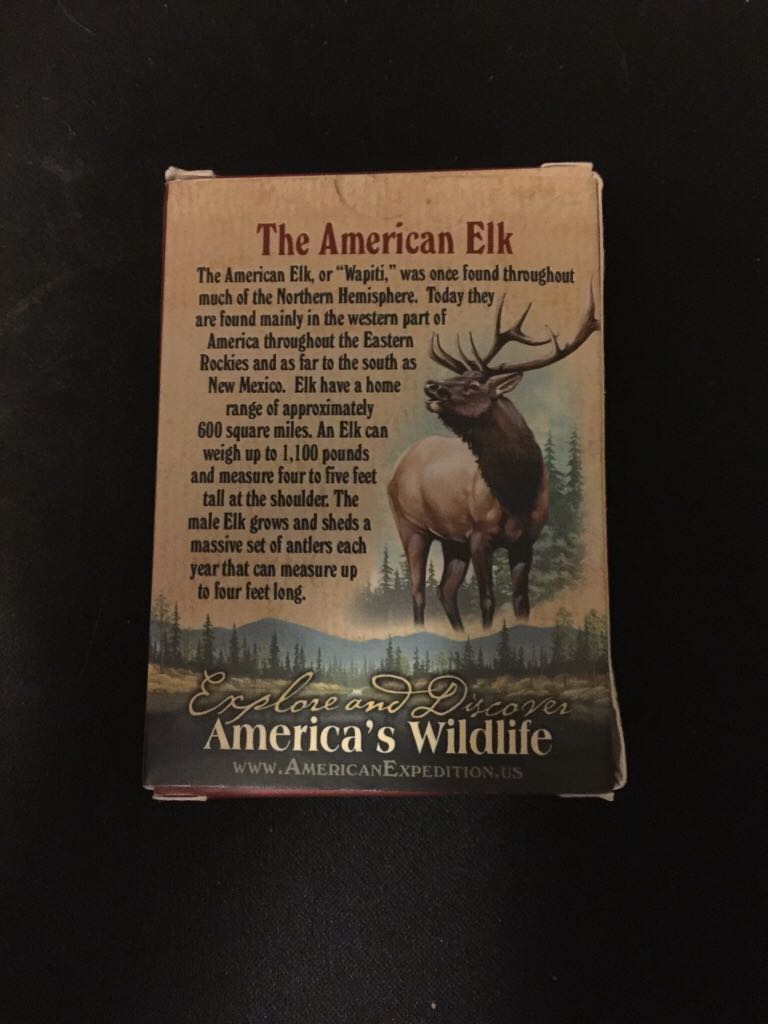 The American Elk
The American Elk, or “Wapiti,” was once found throughout
much of the Northern Hemisphere. Today they
are found mainly in the western part of
America throughout the Eastern
Rockies and as far to the south as
New Mexico. Elk have a home
range of approximately
600 square miles. An Elk can
weigh up to 1,100 pounds
and measure four to five feet
tall at the shoulder. The
male Elk grows and sheds a
massive set of antlers each
year that can measure up
to four feet long.
Explore and Discover
America's Wildlife
www.AmericanExpedition.us